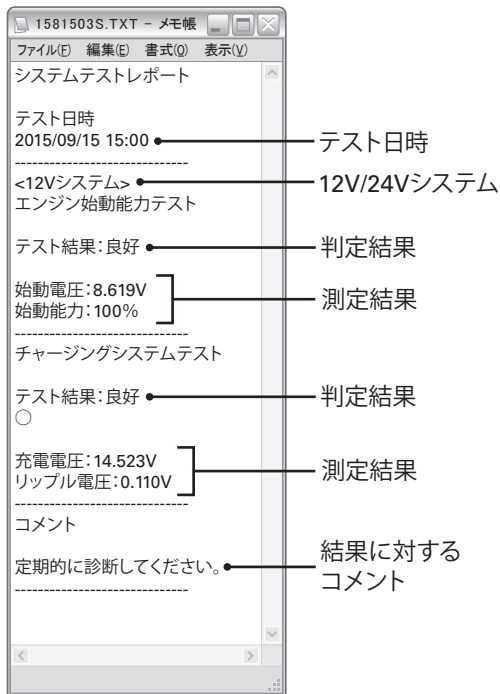 1581503S.TXT - メモ帳
ファイル(F) 編集(E) 書式(O) 表示(V)
システムテストレポート
テスト日時
2015/09/15 15:00
------------------------------
<12Vシステム>
エンジン始動能力テスト
テスト結果:良好
始動電圧:8.619V
始動能力:100%
------------------------------
チャージングシステムテスト
テスト結果:良好
○
充電電圧:14.523V
リップル電圧:0.110V
------------------------------
コメント
定期的に診断してください。
------------------------------
テスト日時
12V/24Vシステム
判定結果
測定結果
判定結果
測定結果
結果に対する
コメント